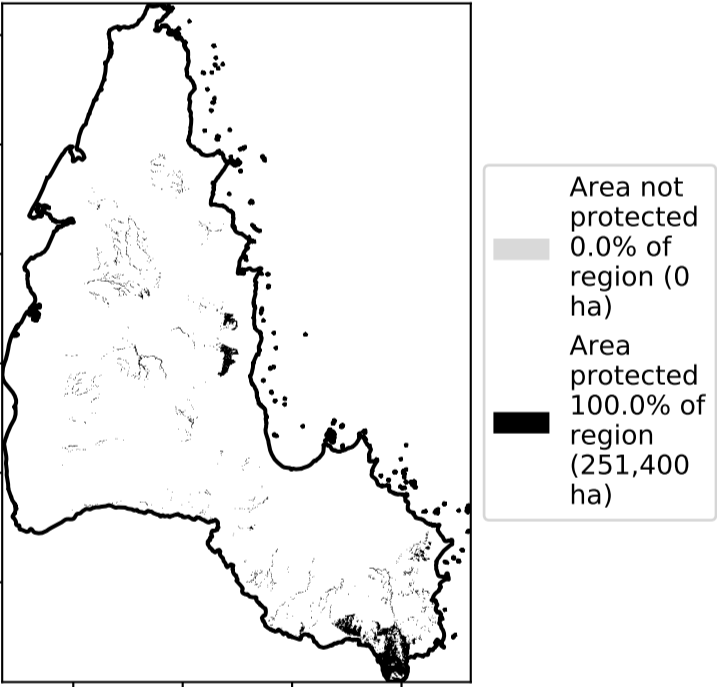 Area not
protected
0.0% of
region (0
ha)
Area
protected
100.0% of
region
(251,400
ha)